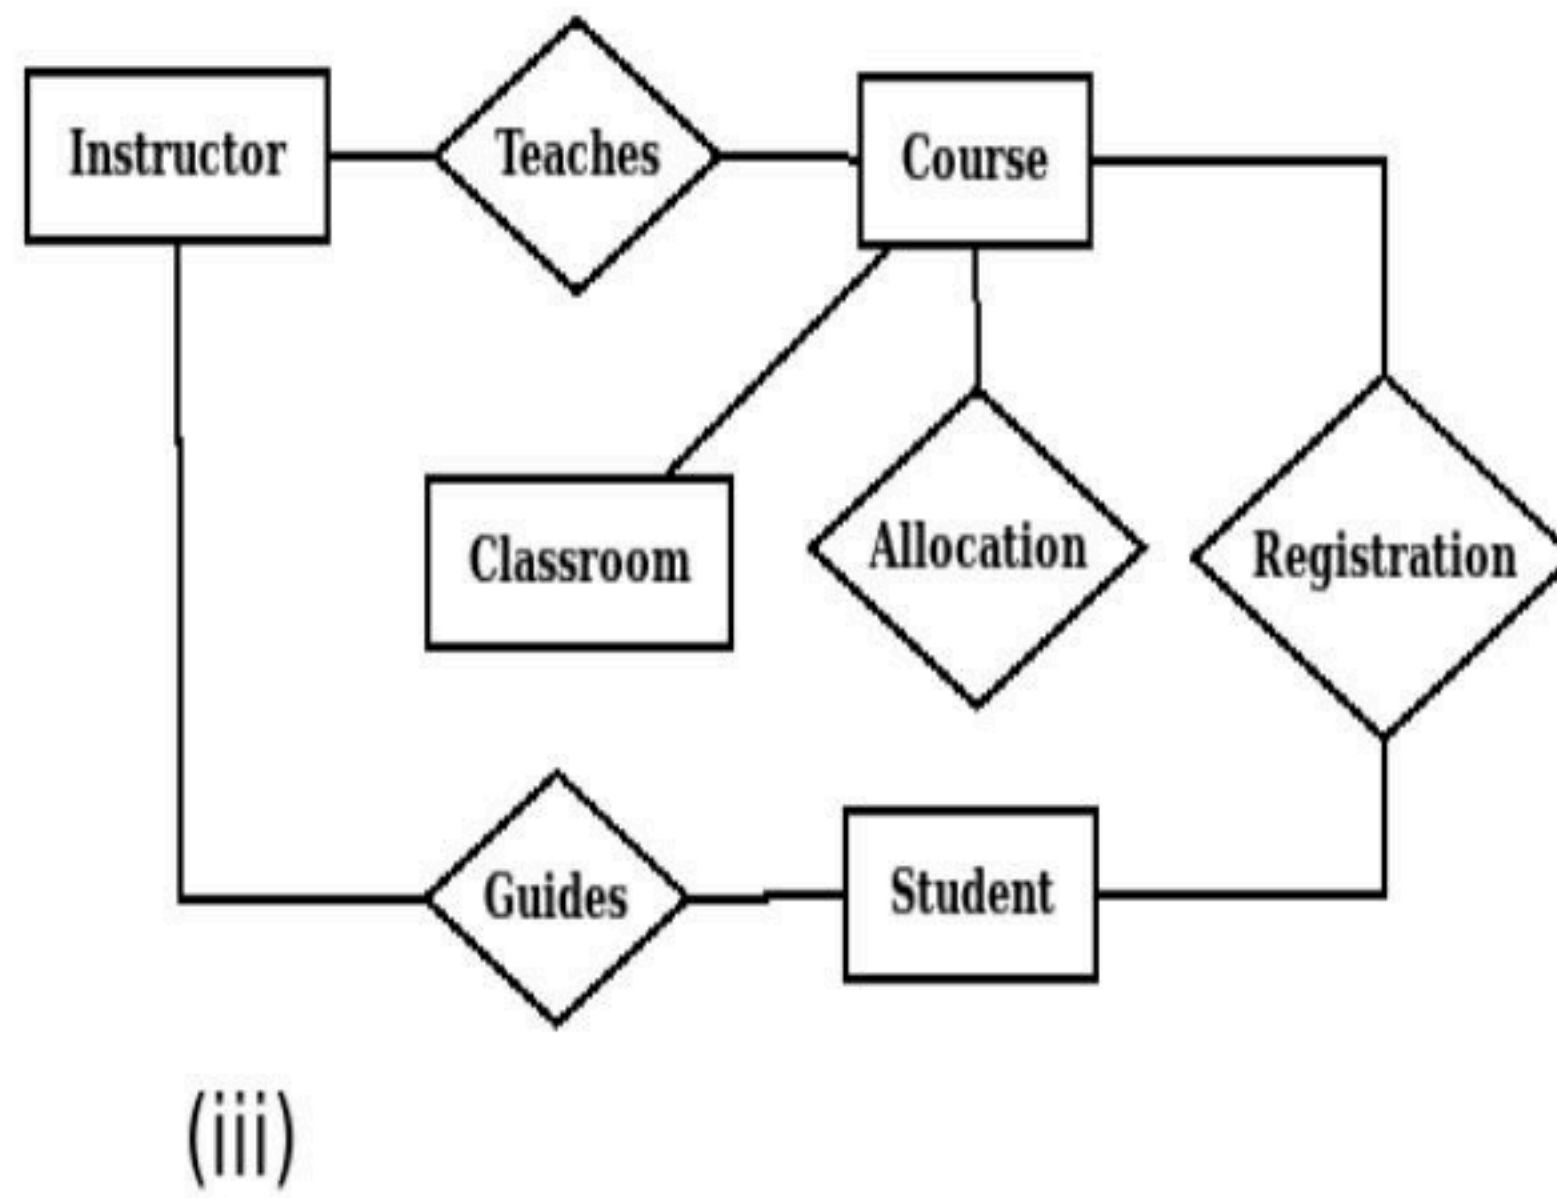 Instructor
Teaches
Course
Classroom
Allocation
Registration
Guides
Student
(iii)